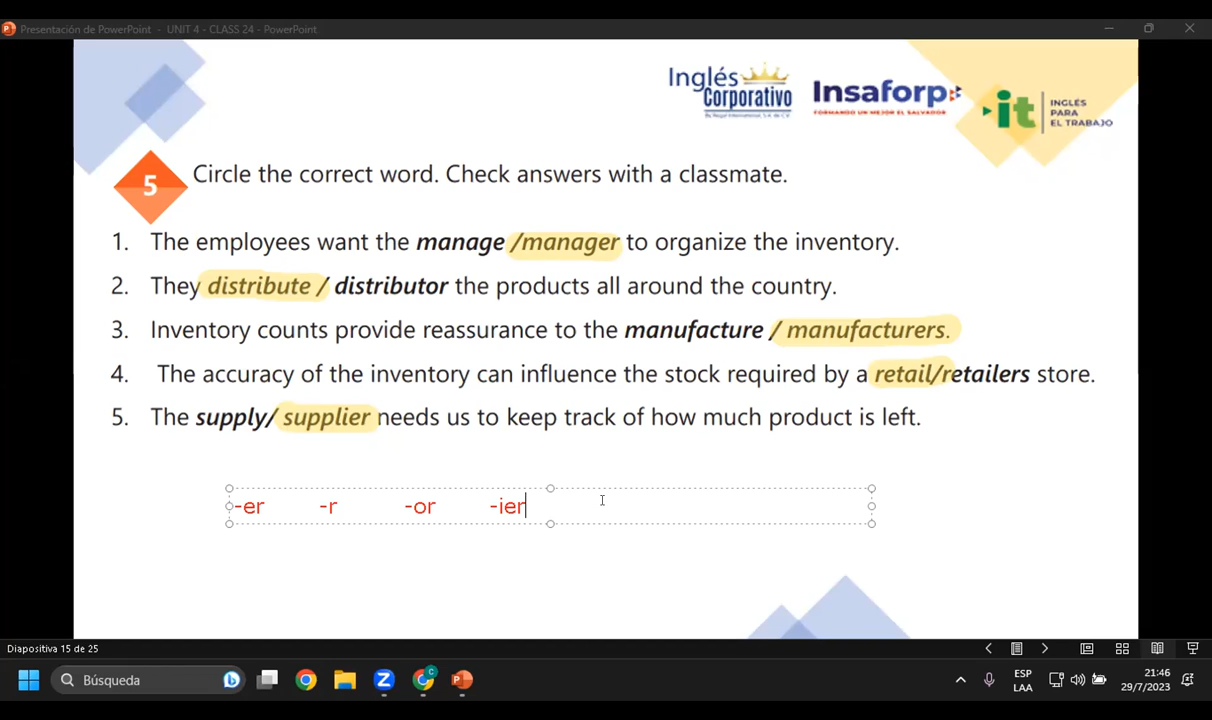 Presentación de PowerPoint - UNIT 4 - CLASS 24 - PowerPoint
Inglés Corporativo
Insaforp
FORMANDO UN MEJOR EL SALVADOR
it INGLÉS PARA EL TRABAJO
5 Circle the correct word. Check answers with a classmate.
1. The employees want the manage /manager to organize the inventory.
2. They distribute / distributor the products all around the country.
3. Inventory counts provide reassurance to the manufacture / manufacturers.
4. The accuracy of the inventory can influence the stock required by a retail/retailers store.
5. The supply/ supplier needs us to keep track of how much product is left.
-er -r -or -ier
Diapositiva 15 de 25
Búsqueda
ESP LAA
21:46
29/7/2023